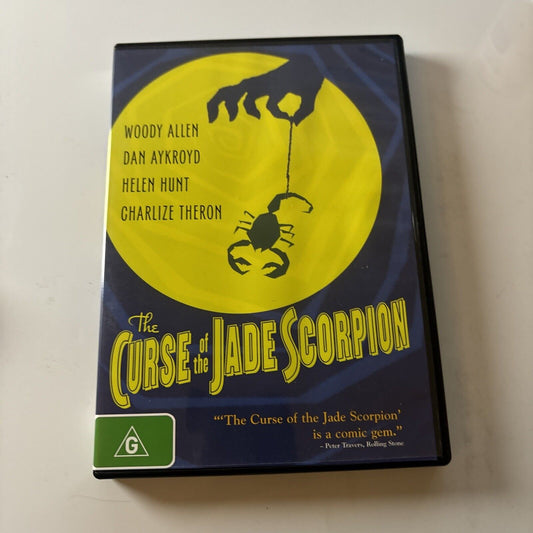 WOODY ALLEN
DAN AYKROYD
HELEN HUNT
CHARLIZE THERON
The
CURSE of the JADE SCORPION
G
"'The Curse of the Jade Scorpion'
is a comic gem."
- Peter Travers, Rolling Stone